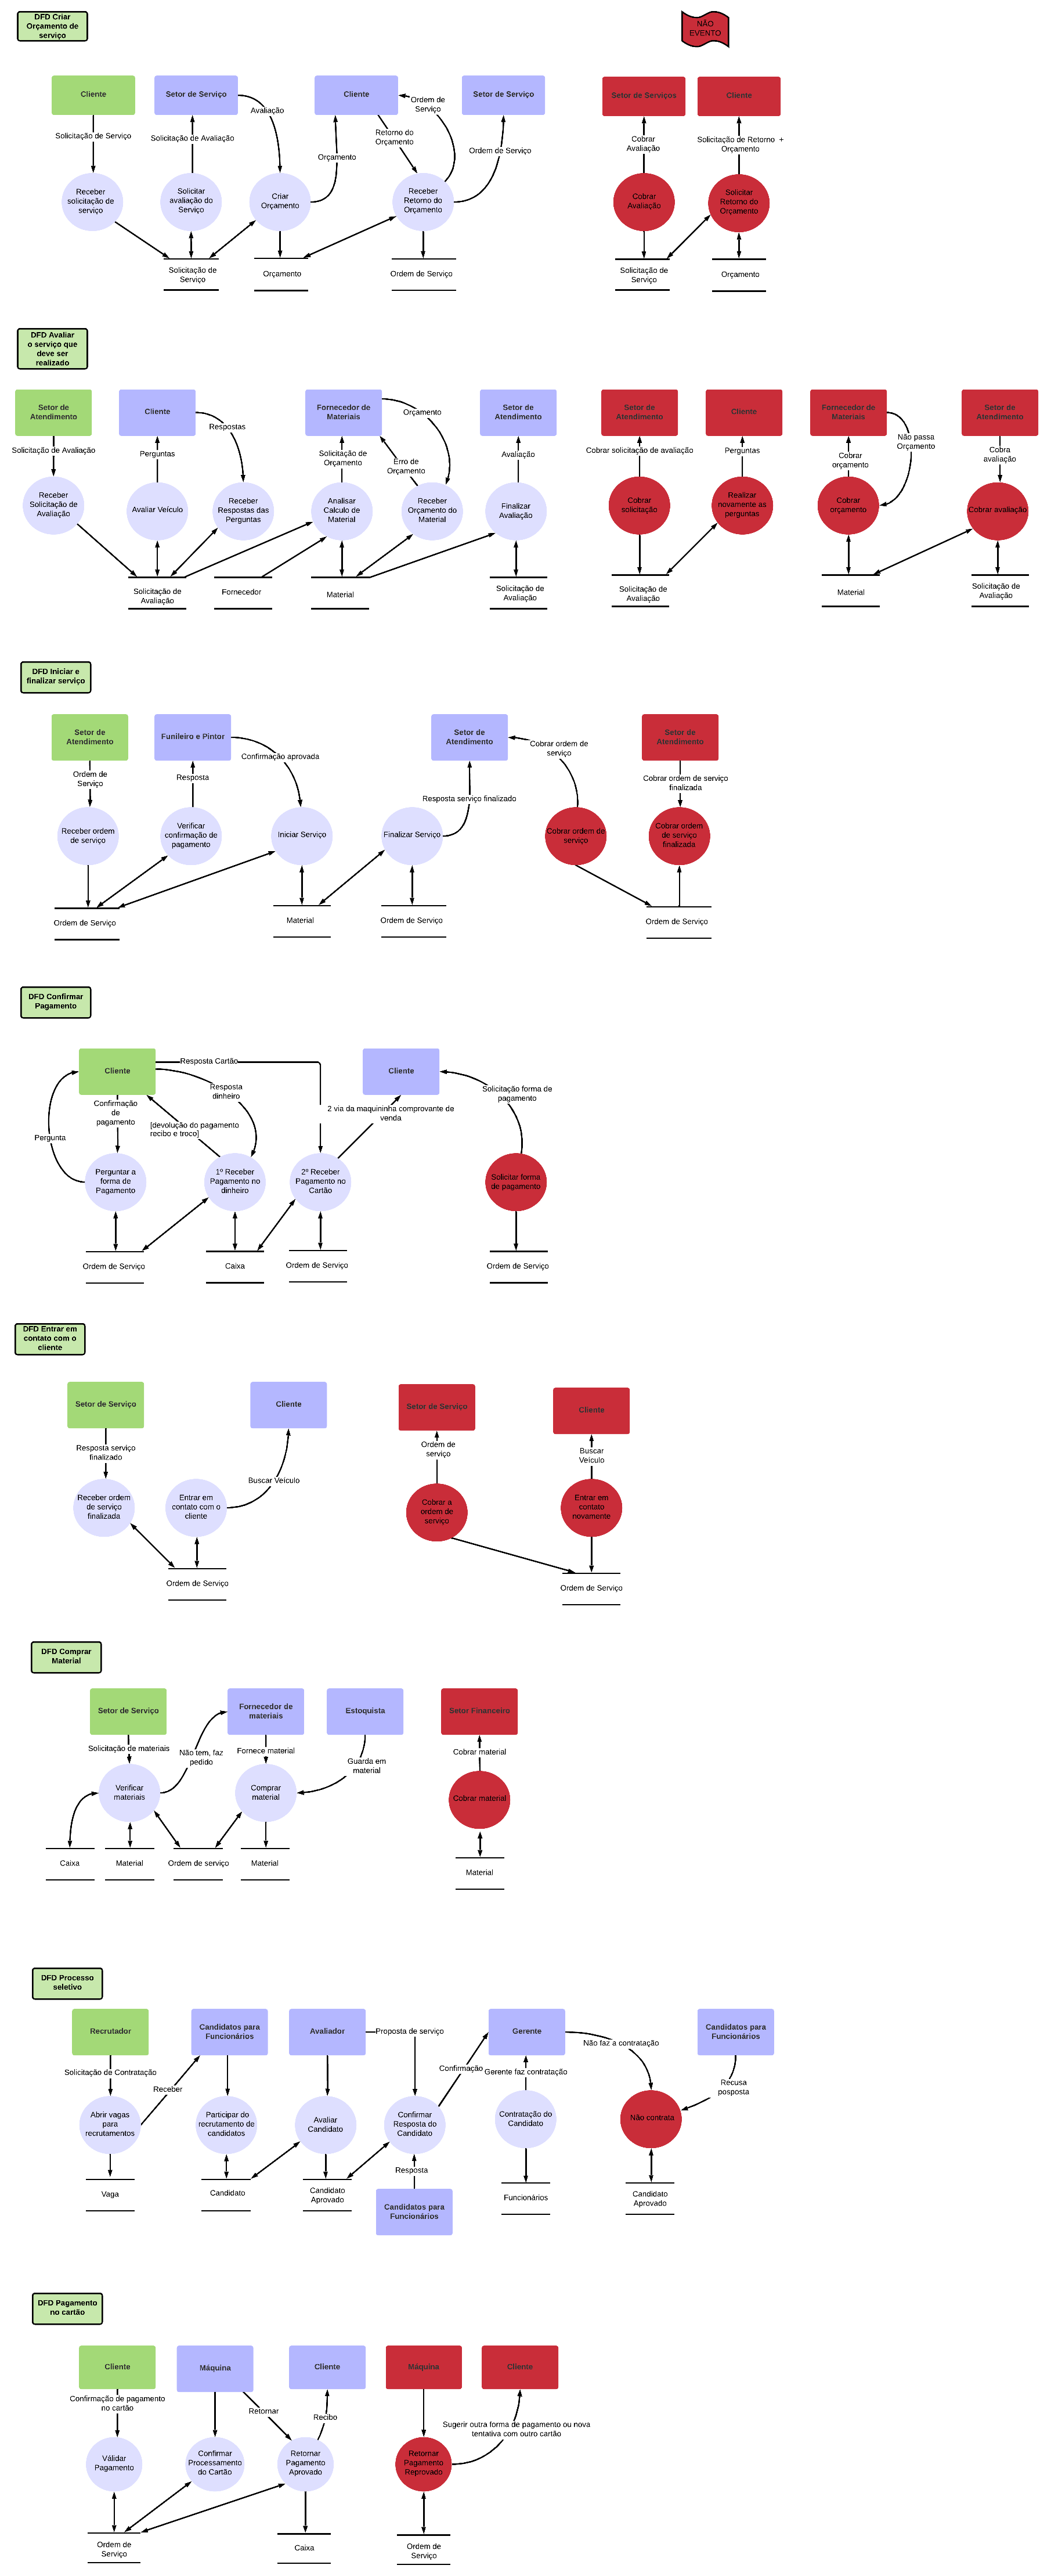 DFD Criar
Orçamento de
serviço
NÃO
EVENTO
Cliente
Setor de Serviço
Cliente
Setor de Serviço
Setor de Serviços
Cliente
Solicitação de Serviço
Solicitação de Avaliação
Avaliação
Orçamento
Retorno do
Orçamento
Ordem de
Serviço
Ordem de Serviço
Cobrar
Avaliação
Solicitação de Retorno +
Orçamento
Receber
solicitação de
serviço
Solicitar
avaliação do
Serviço
Criar
Orçamento
Receber
Retorno do
Orçamento
Cobrar
Avaliação
Solicitar
Retorno do
Orçamento
Solicitação de
Serviço
Orçamento
Ordem de Serviço
Solicitação de
Serviço
Orçamento
DFD Avaliar
o serviço que
deve ser
realizado
Setor de
Atendimento
Cliente
Fornecedor de
Materiais
Setor de
Atendimento
Setor de
Atendimento
Cliente
Fornecedor de
Materiais
Setor de
Atendimento
Solicitação de Avaliação
Perguntas
Respostas
Solicitação de
Orçamento
Orçamento
Erro de
Orçamento
Avaliação
Cobrar solicitação de avaliação
Perguntas
Cobrar
orçamento
Não passa
Orçamento
Cobra
avaliação
Receber
Solicitação de
Avaliação
Avaliar Veículo
Receber
Respostas das
Perguntas
Analisar
Calculo de
Material
Receber
Orçamento do
Material
Finalizar
Avaliação
Cobrar
solicitação
Realizar
novamente as
perguntas
Cobrar
orçamento
Cobrar avaliação
Solicitação de
Avaliação
Fornecedor
Material
Solicitação de
Avaliação
Solicitação de
Avaliação
Material
Solicitação de
Avaliação
DFD Iniciar e
finalizar serviço
Setor de
Atendimento
Funileiro e Pintor
Setor de
Atendimento
Setor de
Atendimento
Ordem de
Serviço
Resposta
Confirmação aprovada
Resposta serviço finalizado
Cobrar ordem de
serviço
Cobrar ordem de serviço
finalizada
Receber ordem
de serviço
Verificar
confirmação de
pagamento
Iniciar Serviço
Finalizar Serviço
Cobrar ordem de
serviço
Cobrar ordem
de serviço
finalizada
Ordem de Serviço
Material
Ordem de Serviço
Ordem de Serviço
DFD Confirmar
Pagamento
Cliente
Cliente
Resposta Cartão
Resposta
dinheiro
Confirmação
de
pagamento
Pergunta
[devolução do pagamento
recibo e troco]
2 via da maquininha comprovante de
venda
Solicitação forma de
pagamento
Perguntar a
forma de
Pagamento
1º Receber
Pagamento no
dinheiro
2º Receber
Pagamento no
Cartão
Solicitar forma
de pagamento
Ordem de Serviço
Caixa
Ordem de Serviço
Ordem de Serviço
DFD Entrar em
contato com o
cliente
Setor de Serviço
Cliente
Setor de Serviço
Cliente
Resposta serviço
finalizado
Buscar Veículo
Ordem de
serviço
Buscar
Veículo
Receber ordem
de serviço
finalizada
Entrar em
contato com o
cliente
Cobrar a
ordem de
serviço
Entrar em
contato
novamente
Ordem de Serviço
Ordem de Serviço
DFD Comprar
Material
Setor de Serviço
Fornecedor de
materiais
Estoquista
Setor Financeiro
Solicitação de materiais
Não tem, faz
pedido
Fornece material
Guarda em
material
Cobrar material
Verificar
materiais
Comprar
material
Cobrar material
Caixa
Material
Ordem de serviço
Material
Material
DFD Processo
seletivo
Recrutador
Candidatos para
Funcionários
Avaliador
Gerente
Candidatos para
Funcionários
Solicitação de Contratação
Receber
Proposta de serviço
Confirmação
Gerente faz contratação
Não faz a contratação
Recusa
posposta
Abrir vagas
para
recrutamentos
Participar do
recrutamento de
candidatos
Avaliar
Candidato
Confirmar
Resposta do
Candidato
Contratação do
Candidato
Não contrata
Vaga
Candidato
Candidato
Aprovado
Resposta
Candidatos para
Funcionários
Funcionários
Candidato
Aprovado
DFD Pagamento
no cartão
Cliente
Máquina
Cliente
Máquina
Cliente
Confirmação de pagamento
no cartão
Retornar
Recibo
Sugerir outra forma de pagamento ou nova
tentativa com outro cartão
Válidar
Pagamento
Confirmar
Processamento
do Cartão
Retornar
Pagamento
Aprovado
Retornar
Pagamento
Reprovado
Ordem de
Serviço
Caixa
Ordem de
Serviço